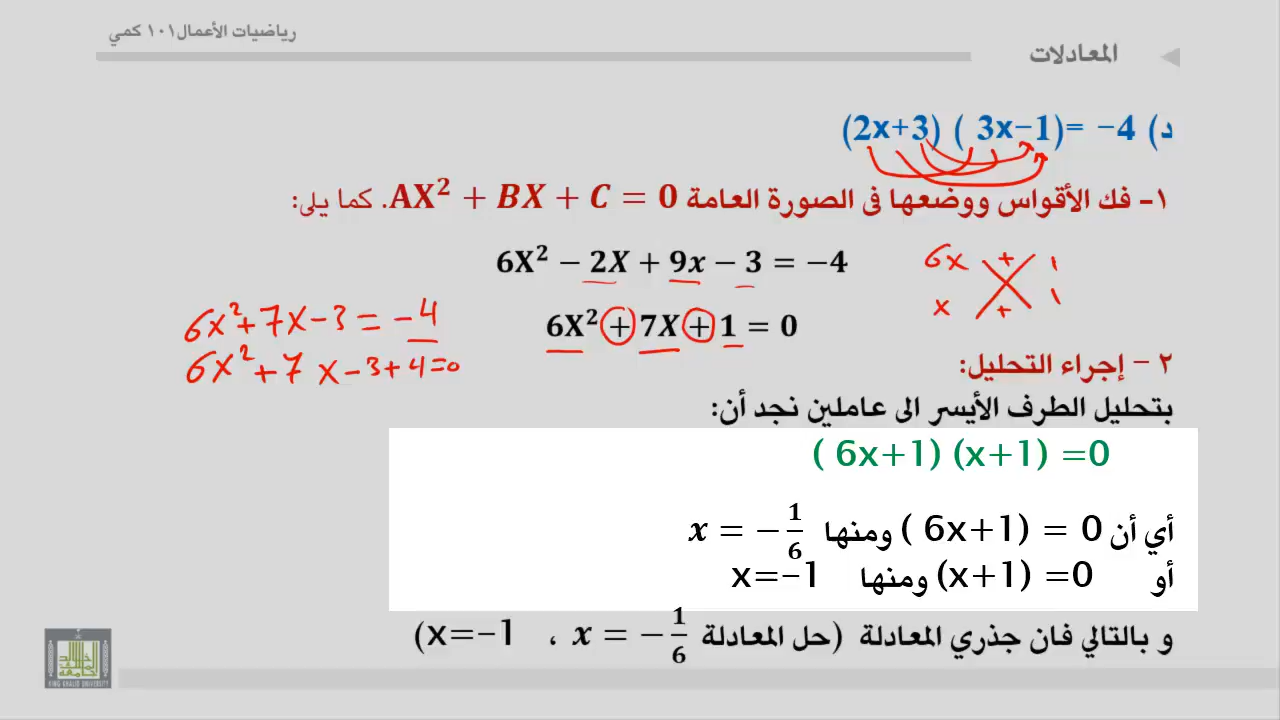 رياضيات الأعمال١٠١ كمي
المعادلات
د) (2x+3) ( 3x−1)= −4
١- فك الأقواس ووضعها فى الصورة العامة AX² + BX + C = 0. كما يلى:
6X² − 2X + 9x − 3 = −4
6x + 1
x + 1
6x²+7x−3 = −4
6X² + 7X + 1 = 0
6x²+7x−3+4=0
٢ - إجراء التحليل:
بتحليل الطرف الأيسر الى عاملين نجد أن:
( 6x+1) (x+1) =0
أي أن ( 6x+1) = 0 ومنها x = −1/6
أو (x+1) =0 ومنها x=−1
و بالتالي فان جذري المعادلة (حل المعادلة x = −1/6 ، x=−1)
KING KHALID UNIVERSITY